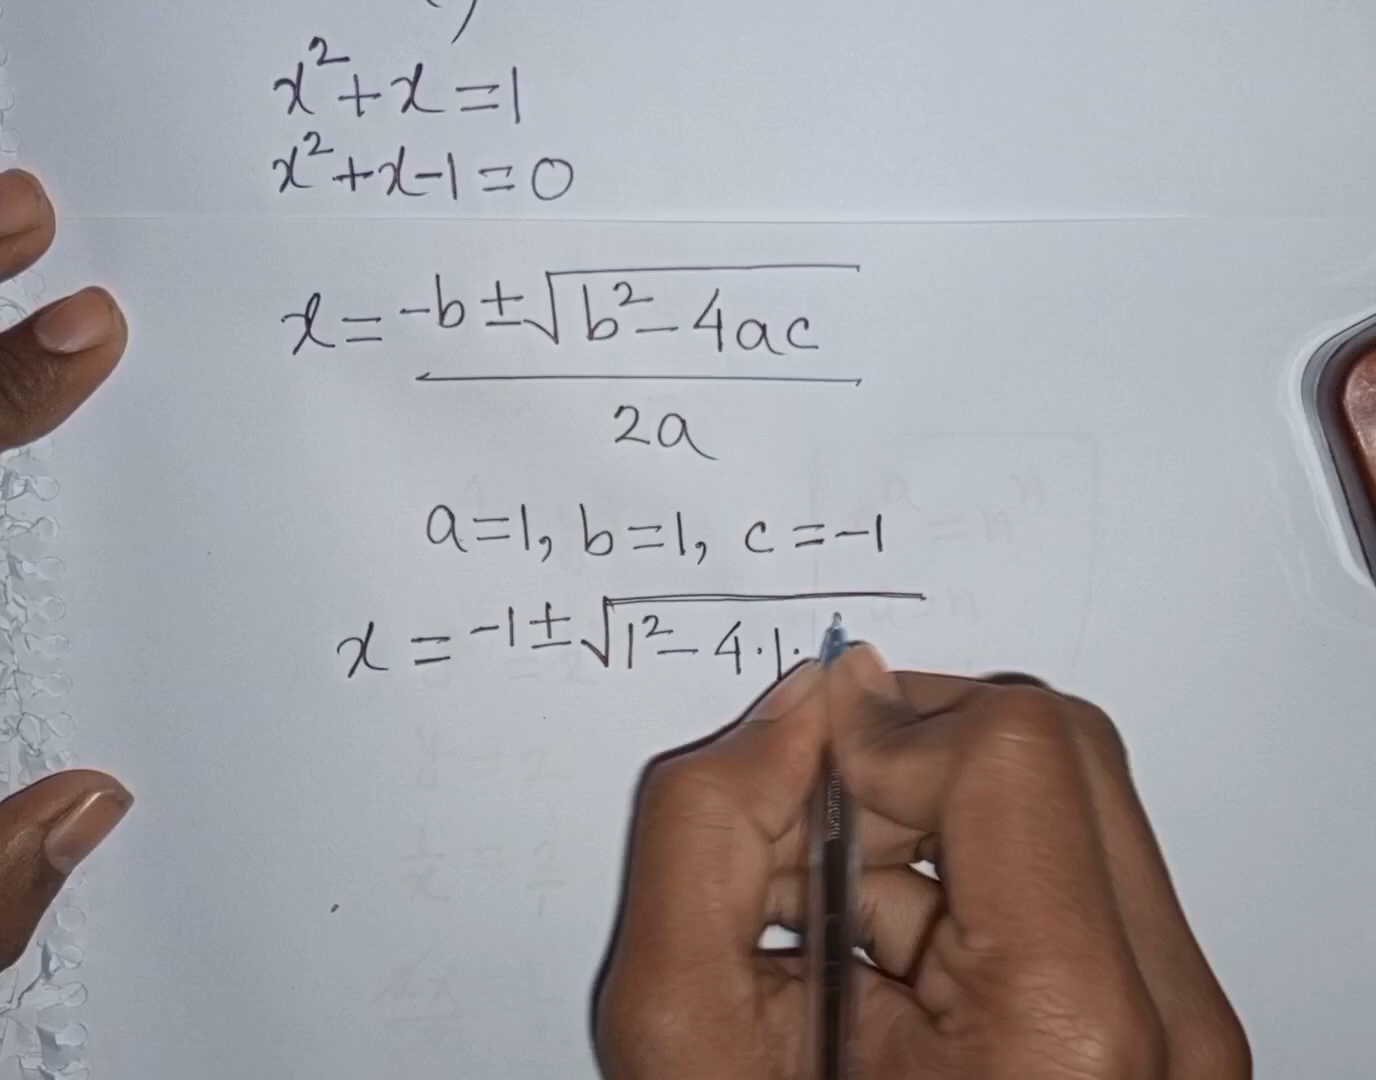 x²+x=1
x²+x-1=0
x=-b±√b²-4ac
2a
a=1, b=1, c=-1
x=-1±√1²-4·1·